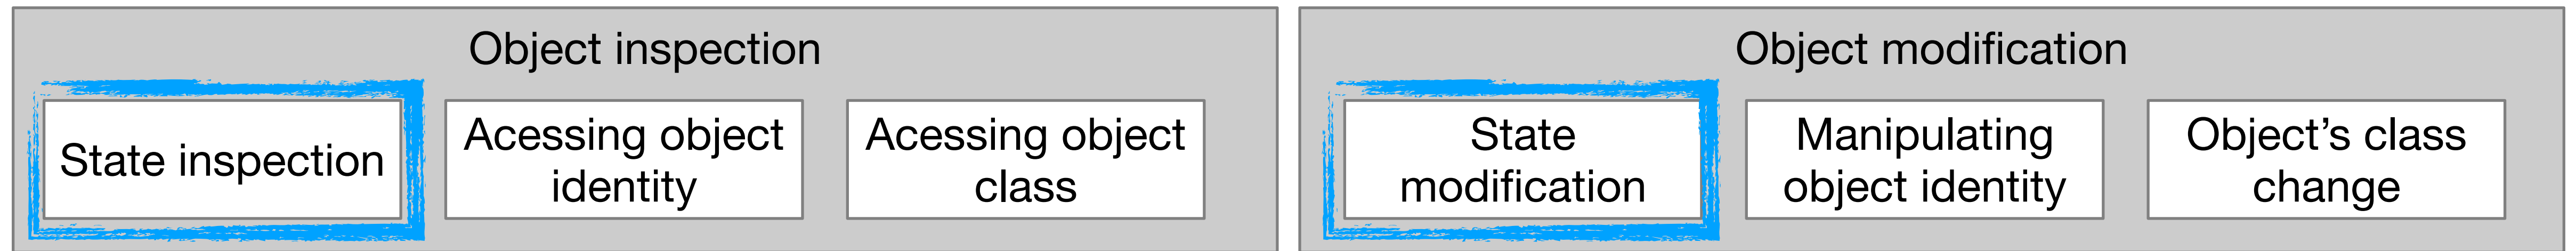 Object inspection
State inspection
Acessing object
identity
Acessing object
class
Object modification
State
modification
Manipulating
object identity
Object’s class
change